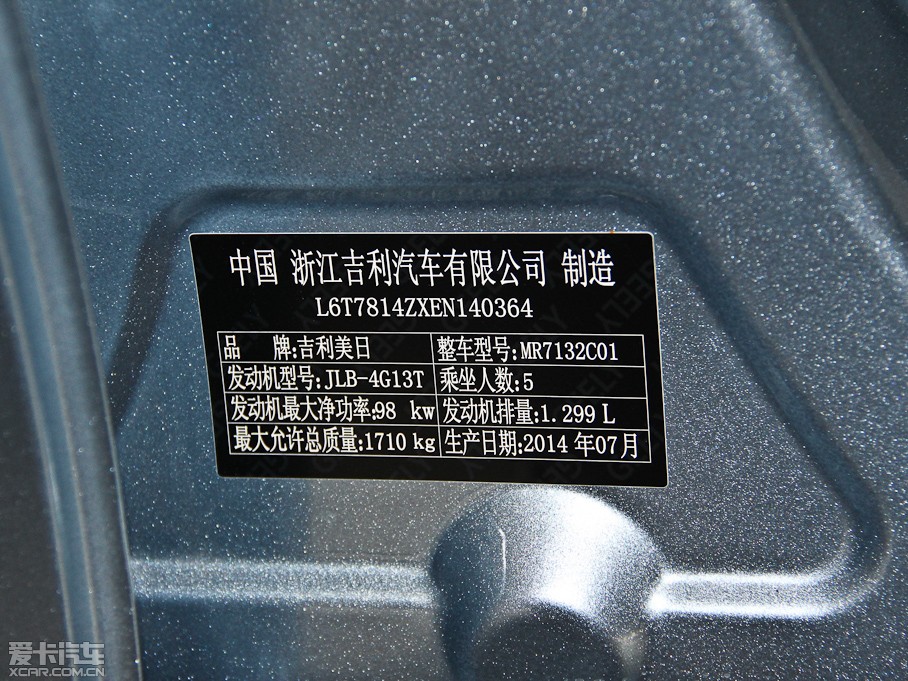 中国 浙江吉利汽车有限公司 制造
L6T7814ZXEN140364
品 牌:吉利美日 整车型号:MR7132C01
发动机型号:JLB-4G13T 乘坐人数:5
发动机最大净功率:98 kw 发动机排量:1.299 L
最大允许总质量:1710 kg 生产日期:2014 年07月
爱卡汽车
XCAR.COM.CN